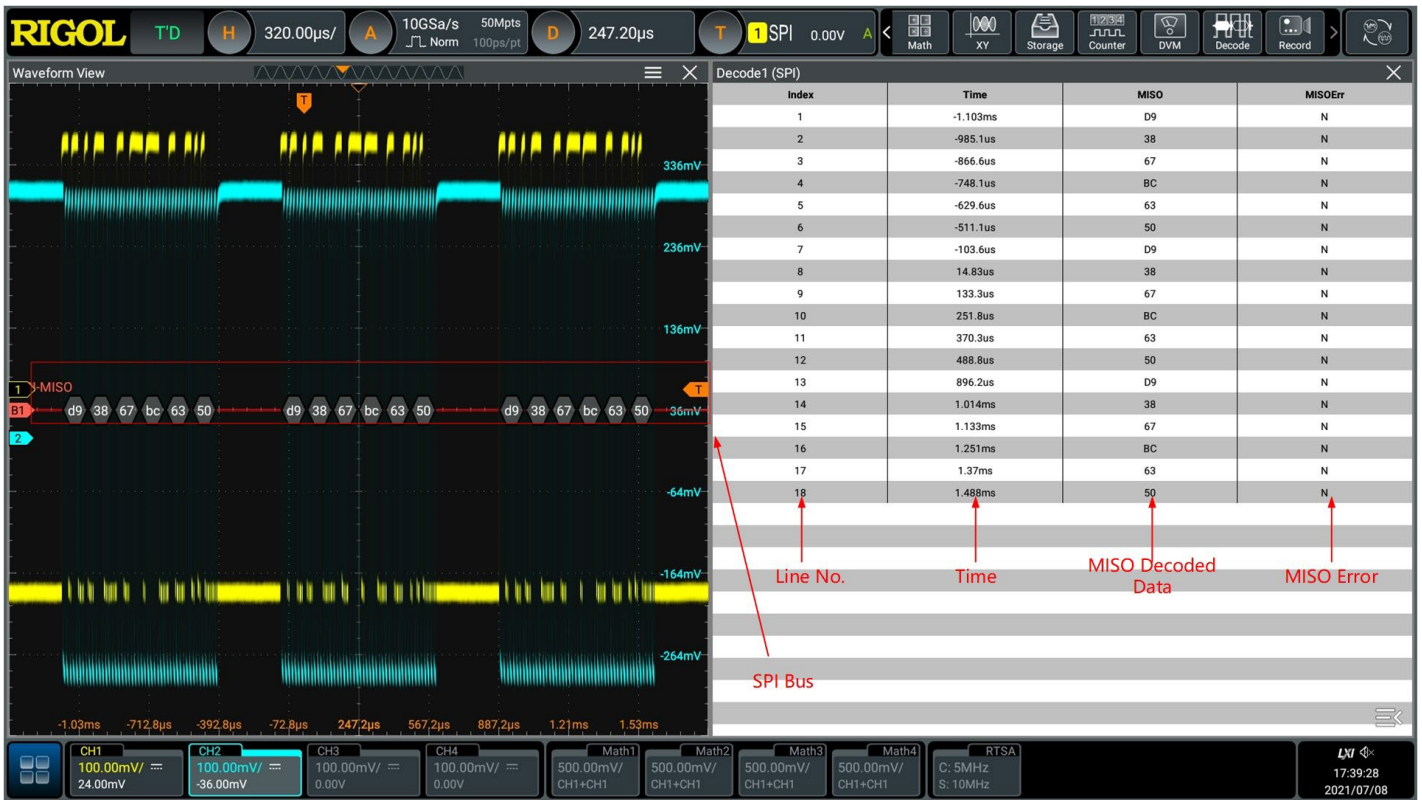 RIGOL T'D H 320.00μs/ A 10GSa/s Norm 50Mpts 100ps/pt D 247.20μs T 1 SPI 0.00V A Math XY Storage Counter DVM Decode Record
Waveform View
T
336mV
236mV
136mV
1 -MISO T
B1 d9 38 67 bc 63 50 d9 38 67 bc 63 50 d9 38 67 bc 63 50 36mV
2
-64mV
-164mV
-264mV
-1.03ms -712.8μs -392.8μs -72.8μs 247.2μs 567.2μs 887.2μs 1.21ms 1.53ms
Decode1 (SPI)
Index Time MISO MISOErr
1 -1.103ms D9 N
2 -985.1us 38 N
3 -866.6us 67 N
4 -748.1us BC N
5 -629.6us 63 N
6 -511.1us 50 N
7 -103.6us D9 N
8 14.83us 38 N
9 133.3us 67 N
10 251.8us BC N
11 370.3us 63 N
12 488.8us 50 N
13 896.2us D9 N
14 1.014ms 38 N
15 1.133ms 67 N
16 1.251ms BC N
17 1.37ms 63 N
18 1.488ms 50 N
Line No. Time MISO Decoded Data MISO Error
SPI Bus
CH1 100.00mV/ 24.00mV
CH2 100.00mV/ -36.00mV
CH3 100.00mV/ 0.00V
CH4 100.00mV/ 0.00V
Math1 500.00mV/ CH1+CH1
Math2 500.00mV/ CH1+CH1
Math3 500.00mV/ CH1+CH1
Math4 500.00mV/ CH1+CH1
RTSA C: 5MHz S: 10MHz
LXI
17:39:28
2021/07/08